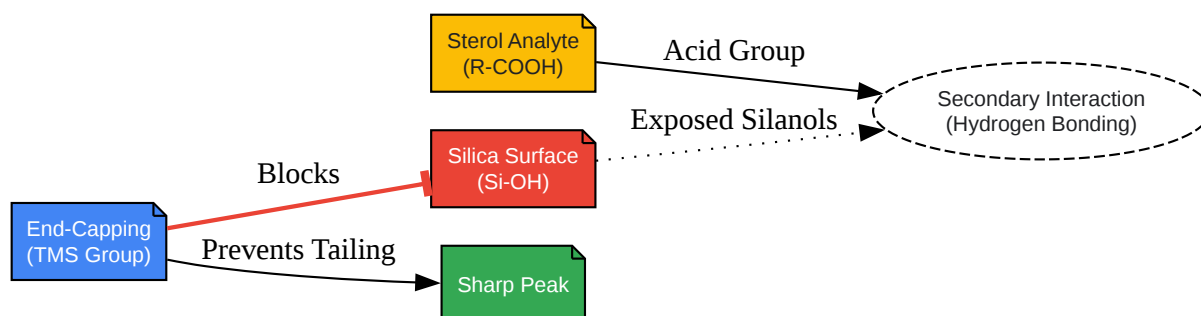 Sterol Analyte
(R-COOH)
Acid Group
Secondary Interaction
(Hydrogen Bonding)
Exposed Silanols
Silica Surface
(Si-OH)
Blocks
End-Capping
(TMS Group)
Prevents Tailing
Sharp Peak